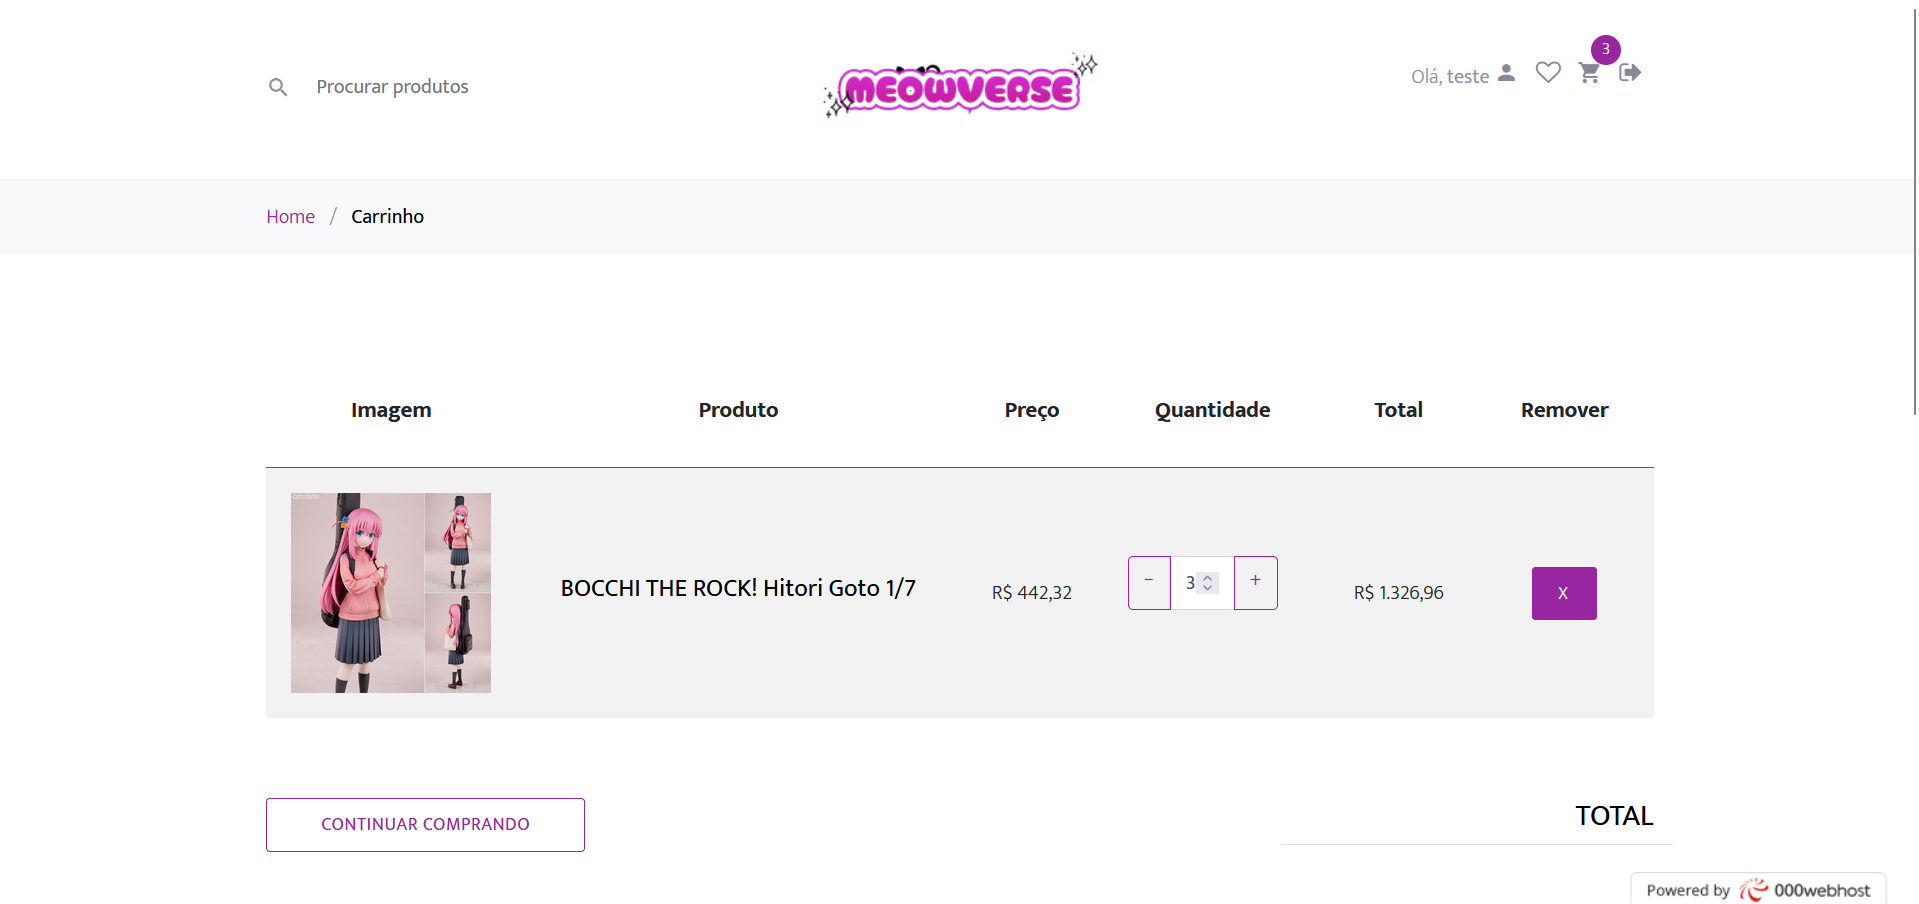 Procurar produtos
MEOWVERSE
Olá, teste
3
Home / Carrinho
Imagem Produto Preço Quantidade Total Remover
BOCCHI THE ROCK! Hitori Goto 1/7 R$ 442,32 − 3 + R$ 1.326,96 X
CONTINUAR COMPRANDO
TOTAL
Powered by 000webhost